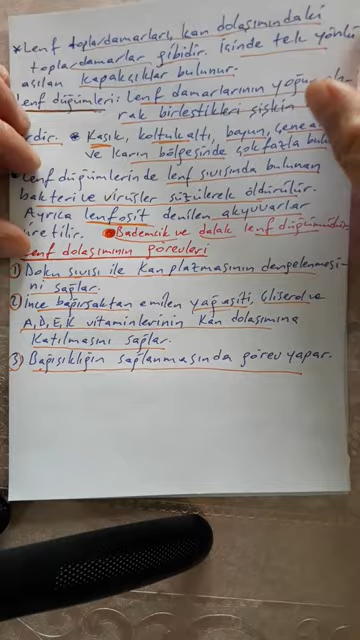 * Lenf toplardamarları, kan dolaşımındaki
toplardamarlar gibidir. İçinde tek yönlü
açılan kapakçıklar bulunur.
Lenf düğümleri: Lenf damarlarının
rak birleştikleri şişkin
* Kasık, koltukaltı, boyun, çene
ve karın bölgesinde çok fazla
Lenf düğümlerinde lenf sıvısında bulunan
bakteri ve virüsler süzülerek öldürülür.
Ayrıca lenfosit denilen akyuvarlar
üretilir. Bademcik ve dalak lenf
Lenf dolaşımının görevleri
1) Doku sıvısı ile kan plazmasının dengelenmesi-
ni sağlar.
2) İnce bağırsaktan emilen yağ asiti, Gliserol ve
A, D, E, K vitaminlerinin kan dolaşımına
Katılmasını sağlar.
3) Bağışıklığın sağlanmasında görev yapar.